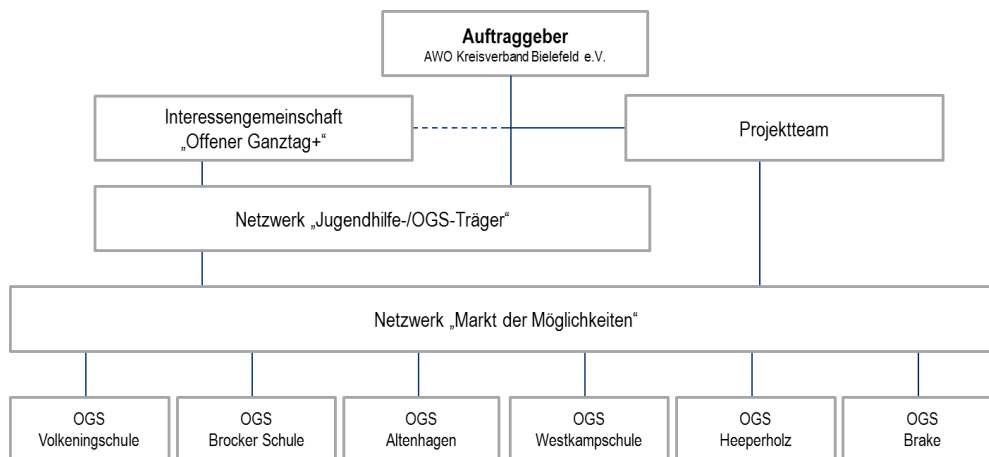 Auftraggeber
AWO Kreisverband Bielefeld e.V.
Interessengemeinschaft
„Offener Ganztag+“
Projektteam
Netzwerk „Jugendhilfe-/OGS-Träger“
Netzwerk „Markt der Möglichkeiten“
OGS
Volkeningschule
OGS
Brocker Schule
OGS
Altenhagen
OGS
Westkampschule
OGS
Heeperholz
OGS
Brake